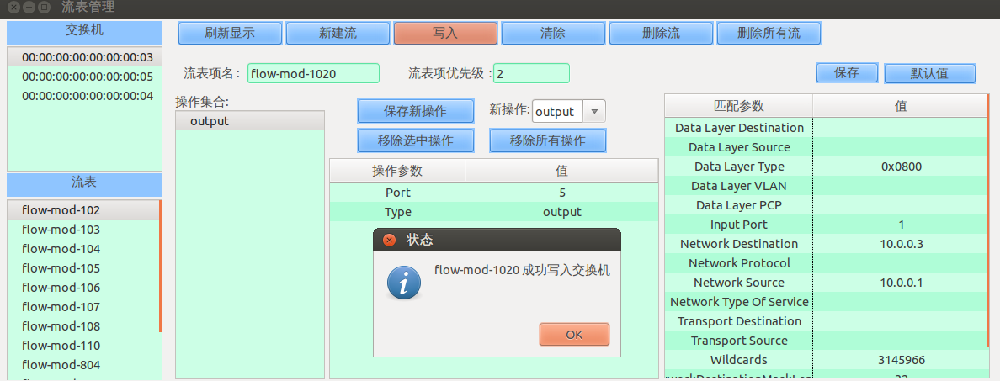 流表管理
交换机
00:00:00:00:00:00:00:03
00:00:00:00:00:00:00:05
00:00:00:00:00:00:00:04
流表
flow-mod-102
flow-mod-103
flow-mod-104
flow-mod-105
flow-mod-106
flow-mod-107
flow-mod-108
flow-mod-110
flow-mod-804
刷新显示 新建流 写入 清除 删除流 删除所有流
流表项名: flow-mod-1020 流表项优先级: 2 保存 默认值
操作集合:
output
保存新操作 新操作: output
移除选中操作 移除所有操作
操作参数 值
Port 5
Type output
状态
flow-mod-1020 成功写入交换机
OK
匹配参数 值
Data Layer Destination
Data Layer Source
Data Layer Type 0x0800
Data Layer VLAN
Data Layer PCP
Input Port 1
Network Destination 10.0.0.3
Network Protocol
Network Source 10.0.0.1
Network Type Of Service
Transport Destination
Transport Source
Wildcards 3145966